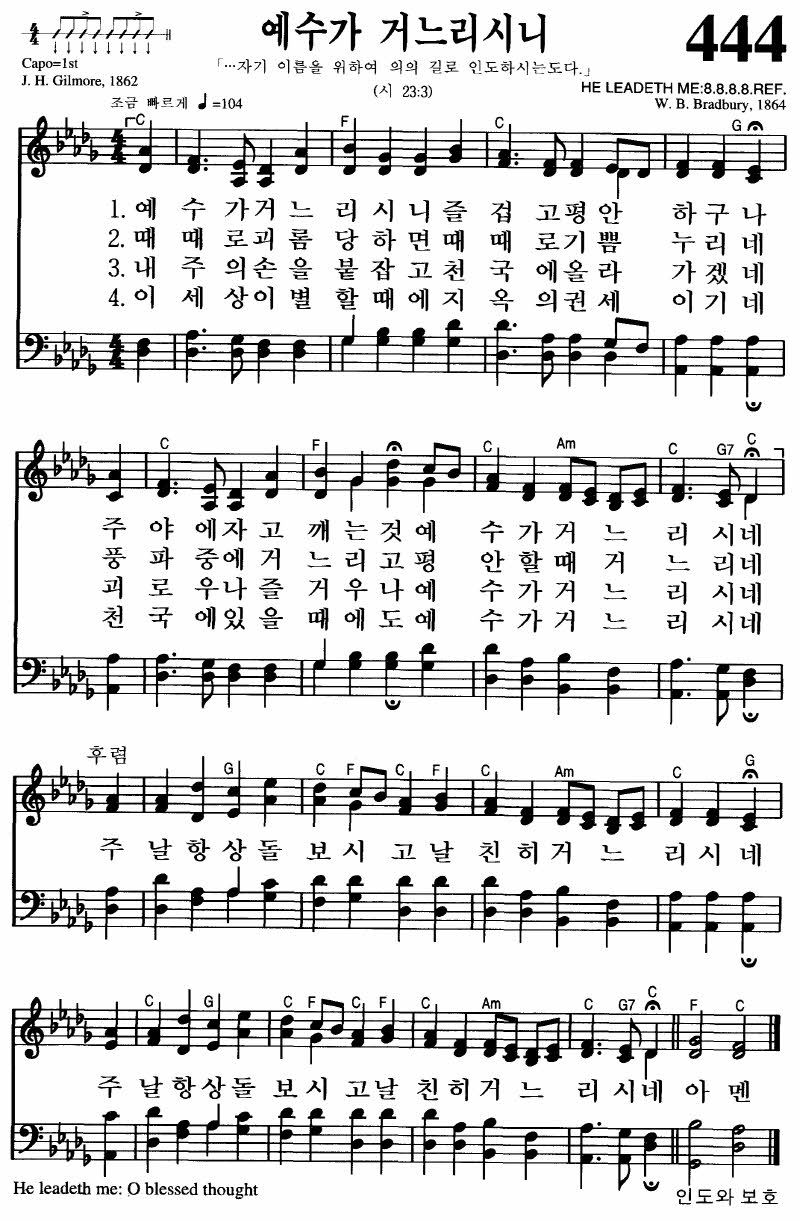 예수가 거느리시니
444
Capo=1st
J. H. Gilmore, 1862
「…자기 이름을 위하여 의의 길로 인도하시는도다.」
(시 23:3)
HE LEADETH ME:8.8.8.8.REF.
W. B. Bradbury, 1864
조금 빠르게 ♩=104
C F C G
1. 예 수 가거 느 리 시 니 즐 겁 고평 안 하 구 나
2. 때 때 로괴 롬 당 하 면 때 때 로기 쁨 누 리 네
3. 내 주 의손 을 붙 잡 고 천 국 에올 라 가 겠 네
4. 이 세 상이 별 할 때 에 지 옥 의권 세 이 기 네
C F C Am C G7 C
주 야 에자 고 깨 는 것 예 수 가 거 느 리 시 네
풍 파 중에 거 느 리 고 평 안 할 때 거 느 리 네
괴 로 우나 즐 거 우 나 예 수 가 거 느 리 시 네
천 국 에있 을 때 에 도 예 수 가 거 느 리 시 네
후렴
G C F C F C Am C G
주 날 항 상 돌 보 시 고 날 친 히 거 느 리 시 네
C G C F C F C Am C G7 C F C
주 날 항 상 돌 보 시 고 날 친 히 거 느 리 시 네 아 멘
He leadeth me: O blessed thought
인도와 보호